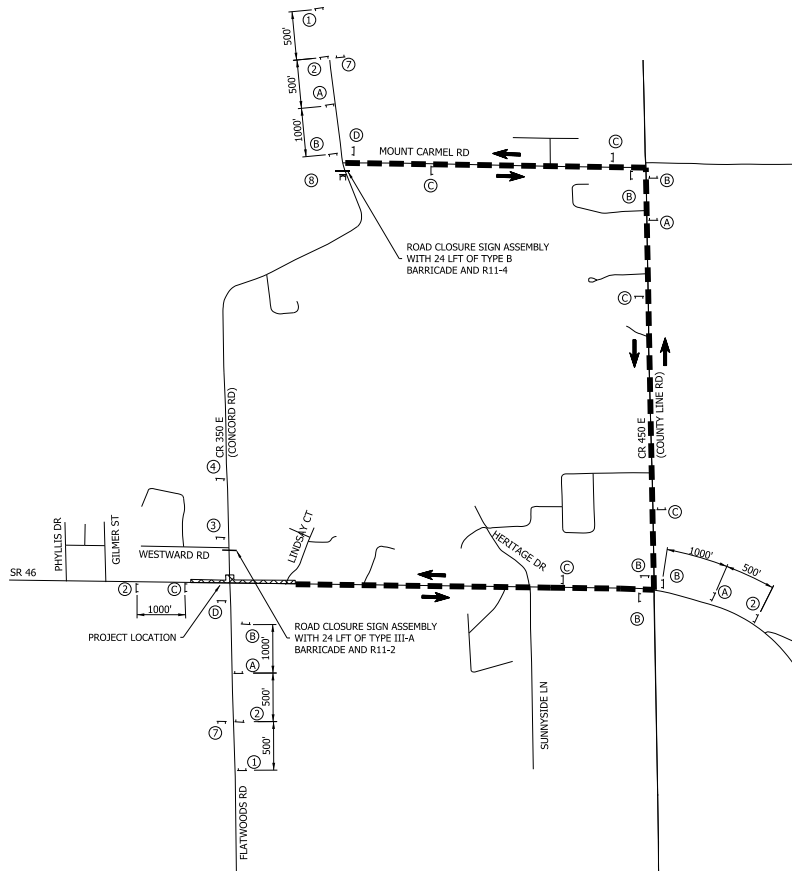 1
500'
2
7
500'
A
1000'
B
D
MOUNT CARMEL RD
C
8
C
B
B
A
ROAD CLOSURE SIGN ASSEMBLY
WITH 24 LFT OF TYPE B
BARRICADE AND R11-4
C
CR 350 E
(CONCORD RD)
CR 450 E
(COUNTY LINE RD)
4
3
C
PHYLLIS DR
GILMER ST
WESTWARD RD
LINDSAY CT
HERITAGE DR
SR 46
2
C
1000'
PROJECT LOCATION
D
C
B
B
B
1000'
500'
A
2
ROAD CLOSURE SIGN ASSEMBLY
WITH 24 LFT OF TYPE III-A
BARRICADE AND R11-2
B
1000'
A
500'
2
7
500'
1
SUNNYSIDE LN
FLATWOODS RD